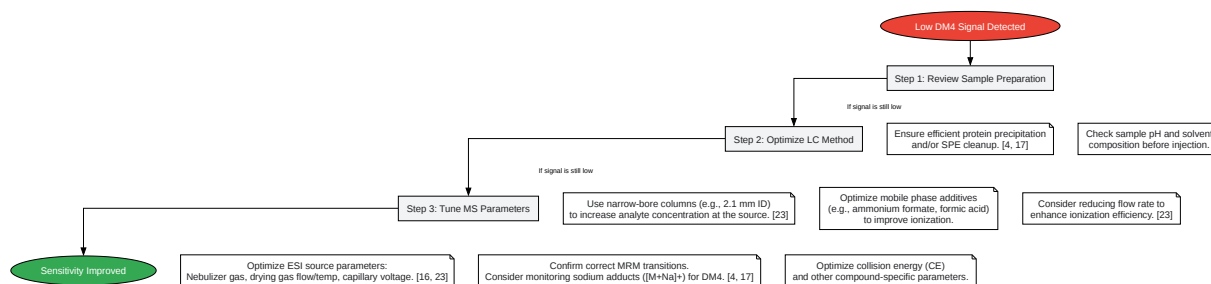 Low DM4 Signal Detected
Step 1: Review Sample Preparation
If signal is still low
Step 2: Optimize LC Method
Ensure efficient protein precipitation
and/or SPE cleanup. [4, 17]
Check sample pH and solvent
composition before injection.
If signal is still low
Step 3: Tune MS Parameters
Use narrow-bore columns (e.g., 2.1 mm ID)
to increase analyte concentration at the source. [23]
Optimize mobile phase additives
(e.g., ammonium formate, formic acid)
to improve ionization.
Consider reducing flow rate to
enhance ionization efficiency. [23]
Sensitivity Improved
Optimize ESI source parameters:
Nebulizer gas, drying gas flow/temp, capillary voltage. [16, 23]
Confirm correct MRM transitions.
Consider monitoring sodium adducts ([M+Na]+) for DM4. [4, 17]
Optimize collision energy (CE)
and other compound-specific parameters.